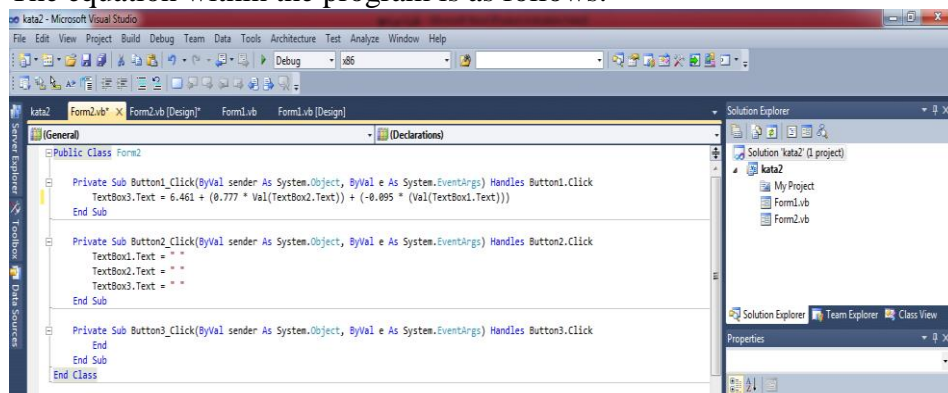 The equation within the program is as follows:
kata2 - Microsoft Visual Studio
File Edit View Project Build Debug Team Data Tools Architecture Test Analyze Window Help
Debug x86
kata2 Form2.vb* X Form2.vb [Design]* Form1.vb Form1.vb [Design]
(General) (Declarations)
Public Class Form2
Private Sub Button1_Click(ByVal sender As System.Object, ByVal e As System.EventArgs) Handles Button1.Click
TextBox3.Text = 6.461 + (0.777 * Val(TextBox2.Text)) + (-0.095 * (Val(TextBox1.Text)))
End Sub
Private Sub Button2_Click(ByVal sender As System.Object, ByVal e As System.EventArgs) Handles Button2.Click
TextBox1.Text = " "
TextBox2.Text = " "
TextBox3.Text = " "
End Sub
Private Sub Button3_Click(ByVal sender As System.Object, ByVal e As System.EventArgs) Handles Button3.Click
End
End Sub
End Class
Server Explorer
Toolbox
Data Sources
Solution Explorer
Solution 'kata2' (1 project)
kata2
My Project
Form1.vb
Form2.vb
Solution Explorer Team Explorer Class View
Properties